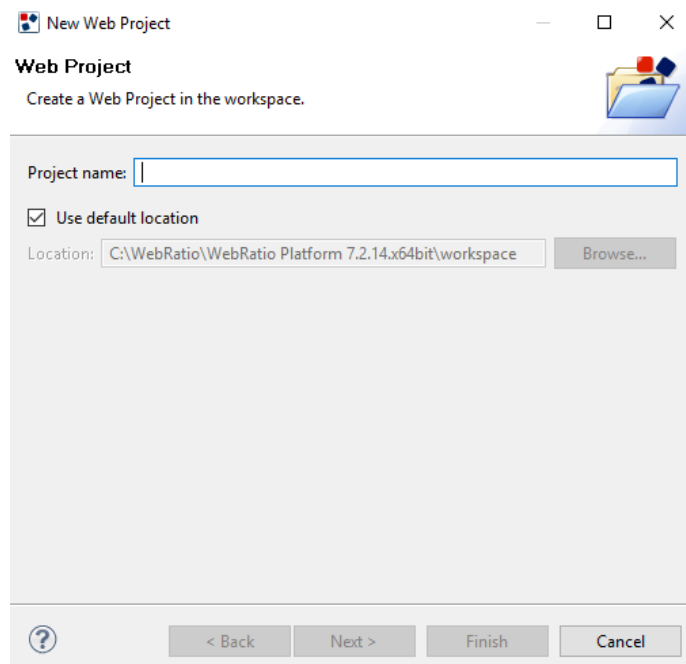 New Web Project
Web Project
Create a Web Project in the workspace.
Project name:
Use default location
Location: C:\WebRatio\WebRatio Platform 7.2.14.x64bit\workspace Browse...
? < Back Next > Finish Cancel